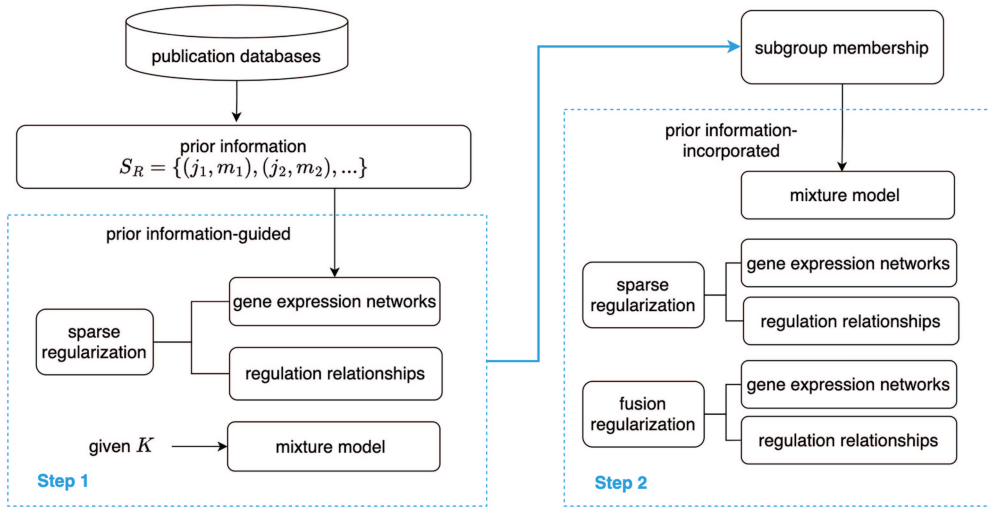 publication databases
prior information
S_R = {(j_1, m_1), (j_2, m_2), ...}
prior information-guided
gene expression networks
sparse
regularization
regulation relationships
given K
mixture model
Step 1
subgroup membership
prior information-
incorporated
mixture model
gene expression networks
sparse
regularization
regulation relationships
gene expression networks
fusion
regularization
regulation relationships
Step 2